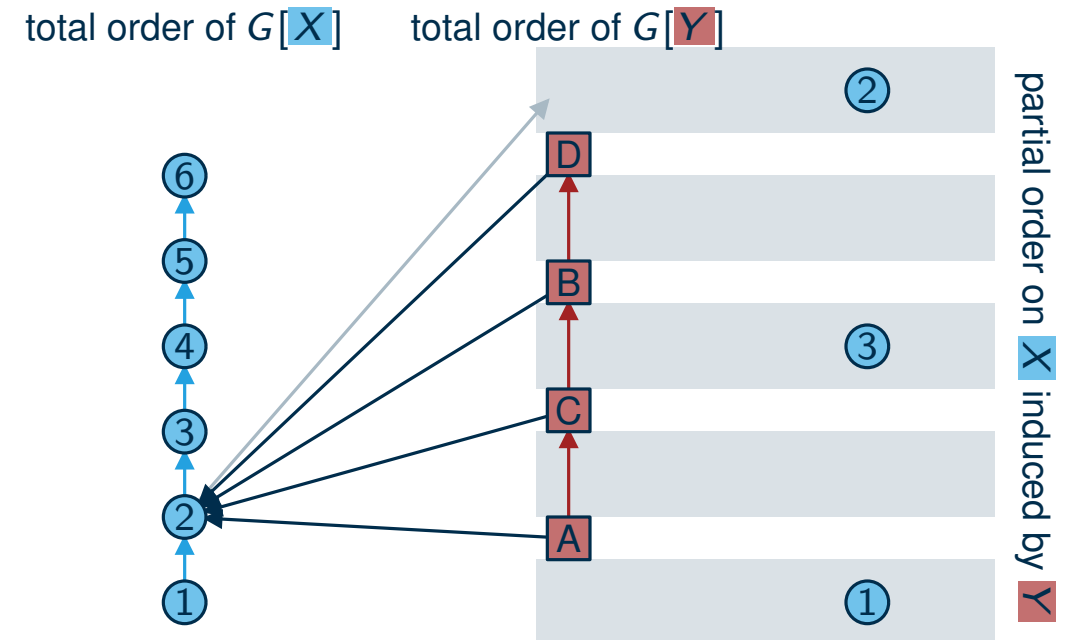 total order of G[X]
total order of G[Y]
2
D
6
5
B
4
3
3
C
2
A
1
1
partial order on X induced by Y